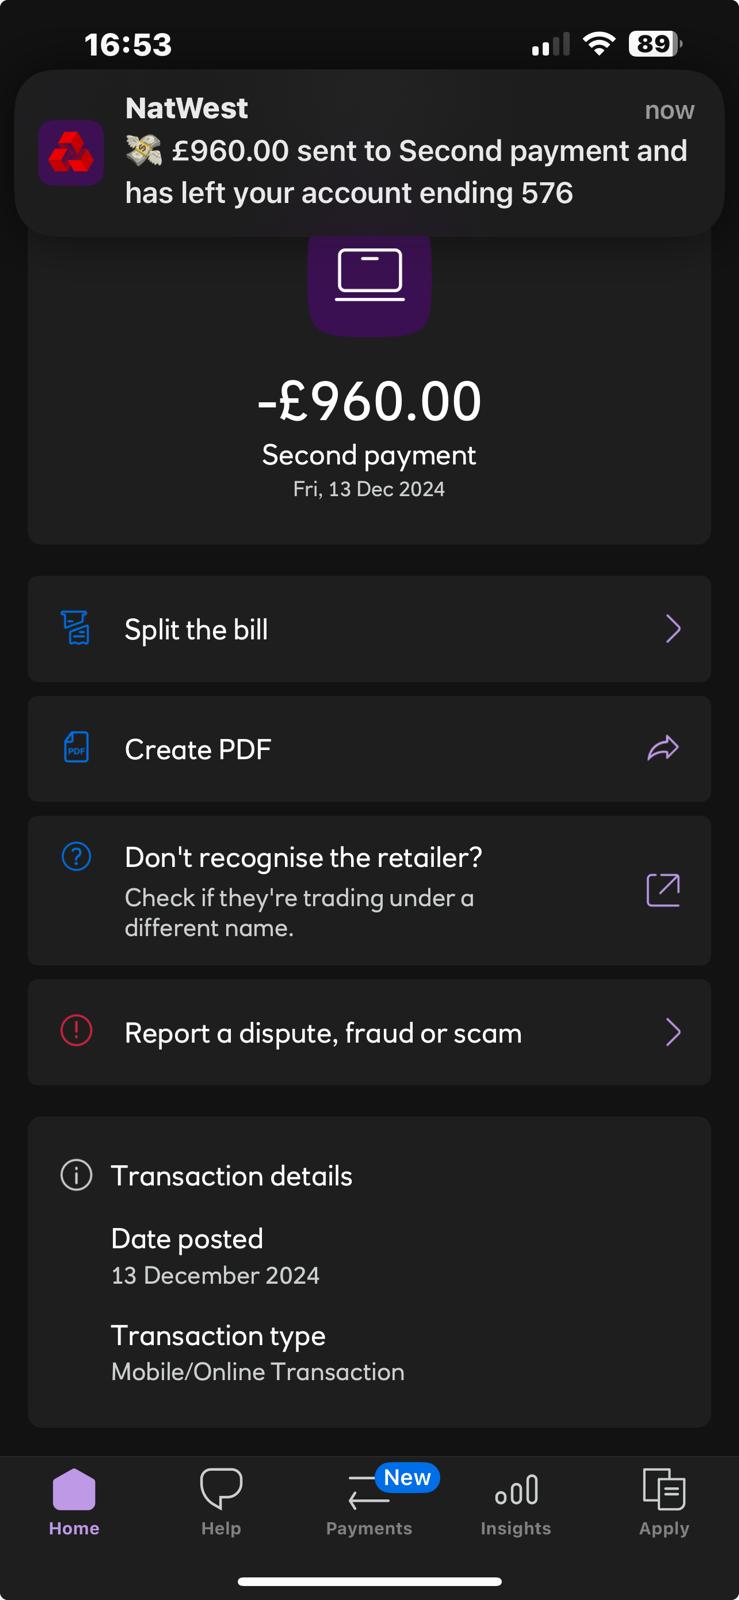 16:53
89
NatWest
now
💸 £960.00 sent to Second payment and
has left your account ending 576
-£960.00
Second payment
Fri, 13 Dec 2024
Split the bill
PDF
Create PDF
Don't recognise the retailer?
Check if they're trading under a
different name.
Report a dispute, fraud or scam
Transaction details
Date posted
13 December 2024
Transaction type
Mobile/Online Transaction
New
Home
Help
Payments
Insights
Apply